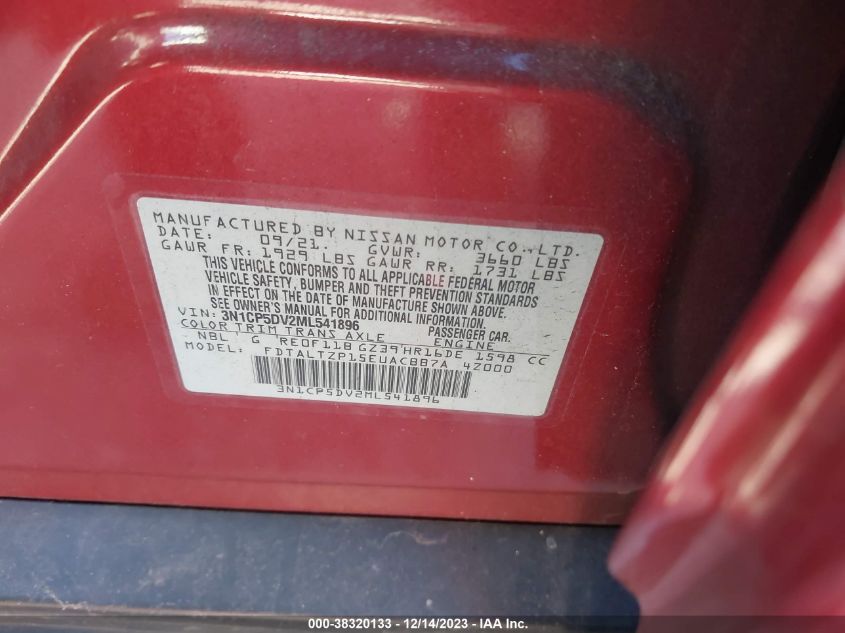 MANUFACTURED BY NISSAN MOTOR CO.,LTD.
DATE: 09/21. GVWR: 3660 LBS
GAWR FR: 1929 LBS GAWR RR: 1731 LBS
THIS VEHICLE CONFORMS TO ALL APPLICABLE FEDERAL MOTOR
VEHICLE SAFETY, BUMPER AND THEFT PREVENTION STANDARDS
IN EFFECT ON THE DATE OF MANUFACTURE SHOWN ABOVE.
SEE OWNER'S MANUAL FOR ADDITIONAL INFORMATION.
VIN: 3N1CP5DV2ML541896 PASSENGER CAR.
COLOR TRIM TRANS AXLE ENGINE
NBL G RE0F11B GZ39 HR16DE 1598 CC
MODEL: FDTALTZP15EUACBB7A 4Z000
3N1CP5DV2ML541896
000-38320133 - 12/14/2023 - IAA Inc.